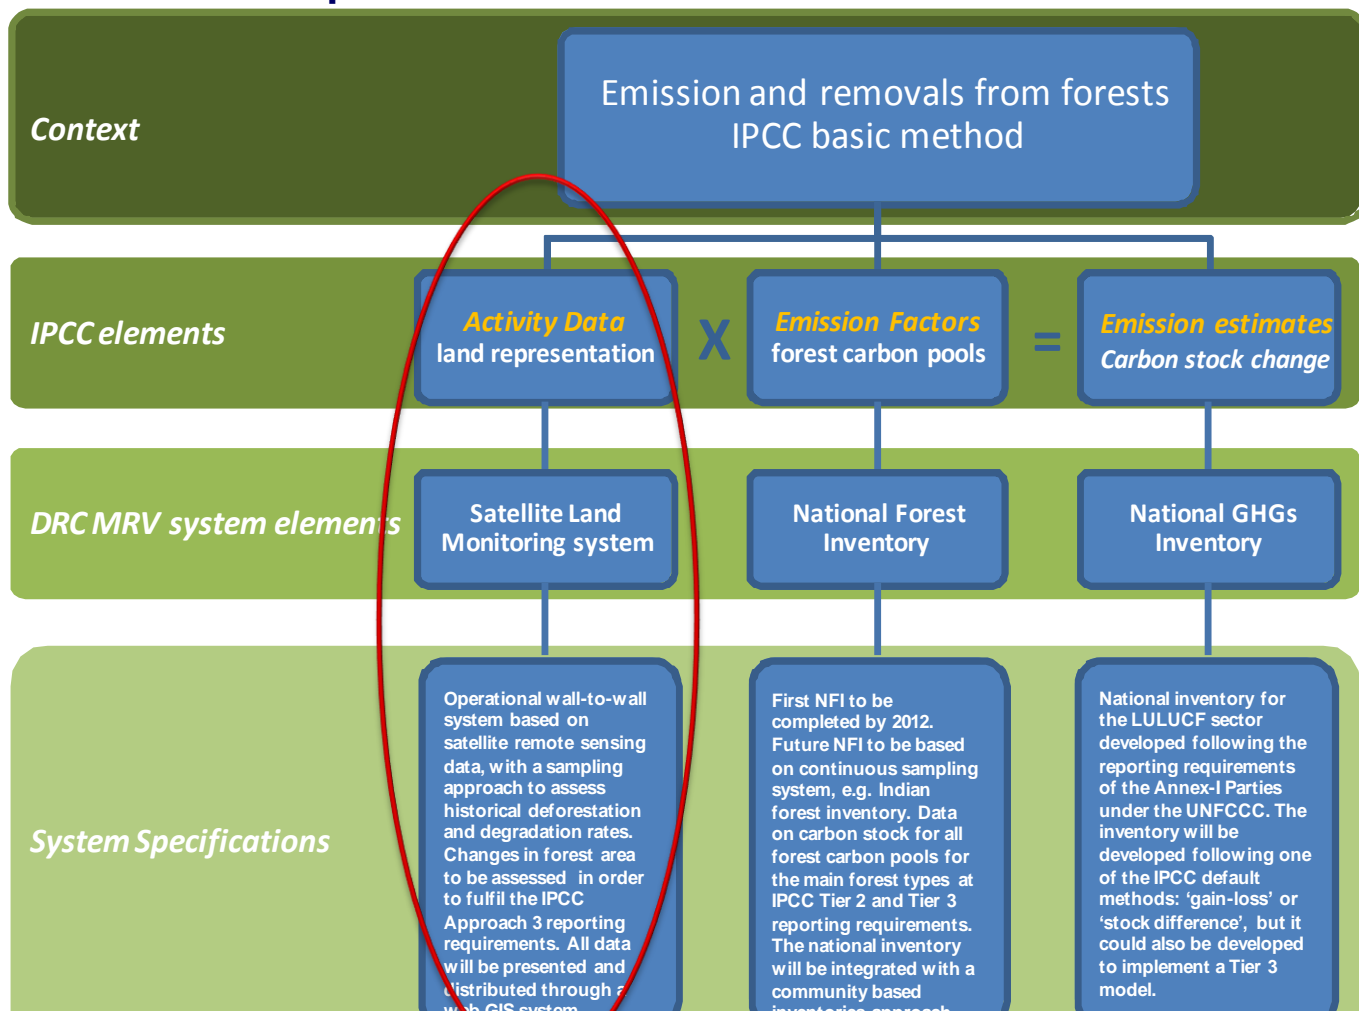 Context
Emission and removals from forests
IPCC basic method
IPCC elements
Activity Data
land representation
X
Emission Factors
forest carbon pools
=
Emission estimates
Carbon stock change
DRC MRV system elements
Satellite Land
Monitoring system
National Forest
Inventory
National GHGs
Inventory
System Specifications
Operational wall-to-wall
system based on
satellite remote sensing
data, with a sampling
approach to assess
historical deforestation
and degradation rates.
Changes in forest area
to be assessed in order
to fulfil the IPCC
Approach 3 reporting
requirements. All data
will be presented and
distributed through a
web GIS system
First NFI to be
completed by 2012.
Future NFI to be based
on continuous sampling
system, e.g. Indian
forest inventory. Data
on carbon stock for all
forest carbon pools for
the main forest types at
IPCC Tier 2 and Tier 3
reporting requirements.
The national inventory
will be integrated with a
community based
inventories approach
National inventory for
the LULUCF sector
developed following the
reporting requirements
of the Annex-I Parties
under the UNFCCC. The
inventory will be
developed following one
of the IPCC default
methods: ‘gain-loss’ or
‘stock difference’, but it
could also be developed
to implement a Tier 3
model.